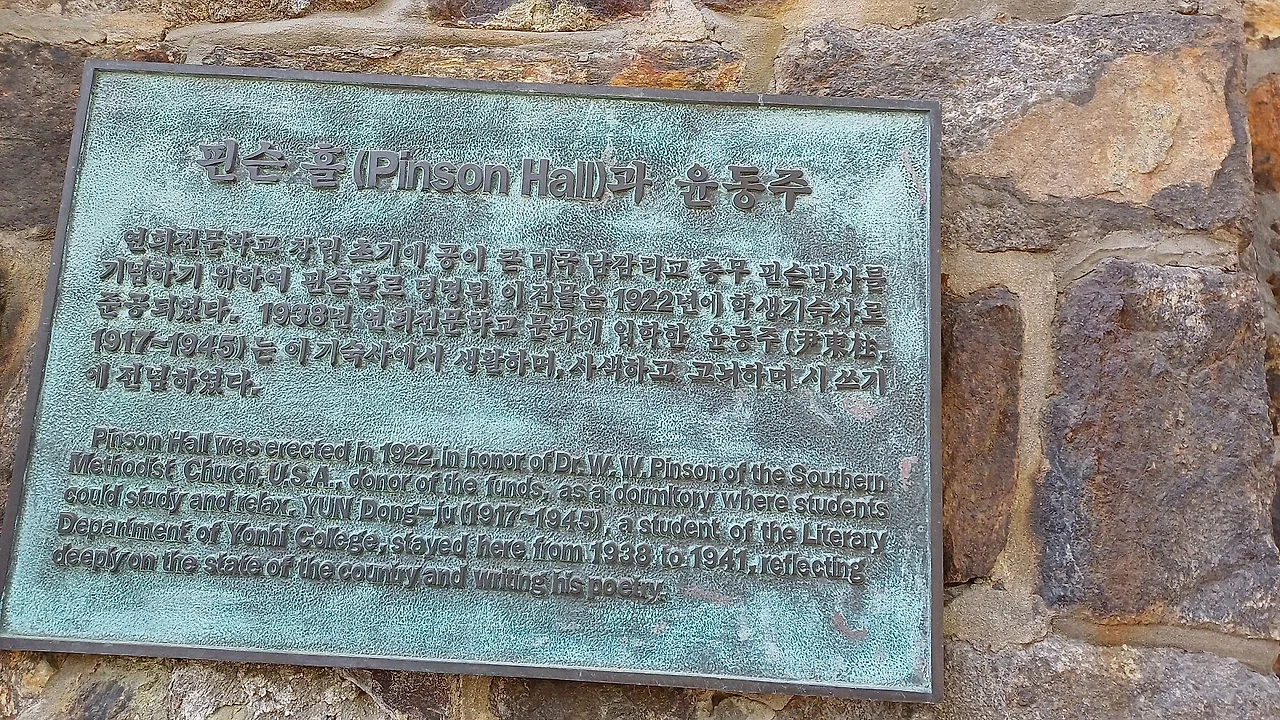 핀슨 홀(Pinson Hall)과 윤동주
연희전문학교 창립 초기에 공이 큰 미국 남감리교 총무 핀슨박사를
기념하기 위하여 핀슨홀로 명명된 이건물은 1922년에 학생기숙사로
준공되었다. 1938년 연희전문학교 문과에 입학한 윤동주(尹東柱,
1917~1945)는 이 기숙사에서 생활하며, 사색하고 고뇌하며 시 쓰기
에 전념하였다.
Pinson Hall was erected in 1922, in honor of Dr. W. W. Pinson of the Southern
Methodist Church, U.S.A., donor of the funds, as a dormitory where students
could study and relax. YUN Dong-ju (1917~1945), a student of the Literary
Department of Yonhi College, stayed here from 1938 to 1941, reflecting
deeply on the state of the country and writing his poetry.